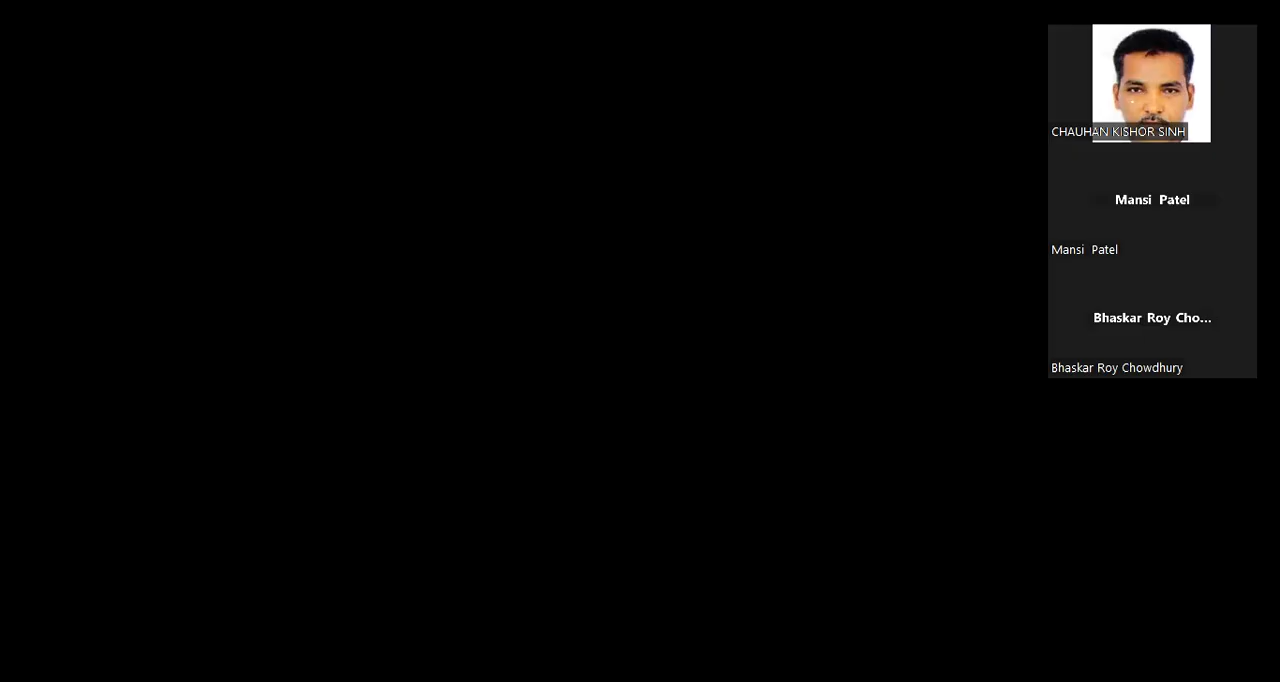 CHAUHAN KISHOR SINH
Mansi Patel
Mansi Patel
Bhaskar Roy Cho...
Bhaskar Roy Chowdhury